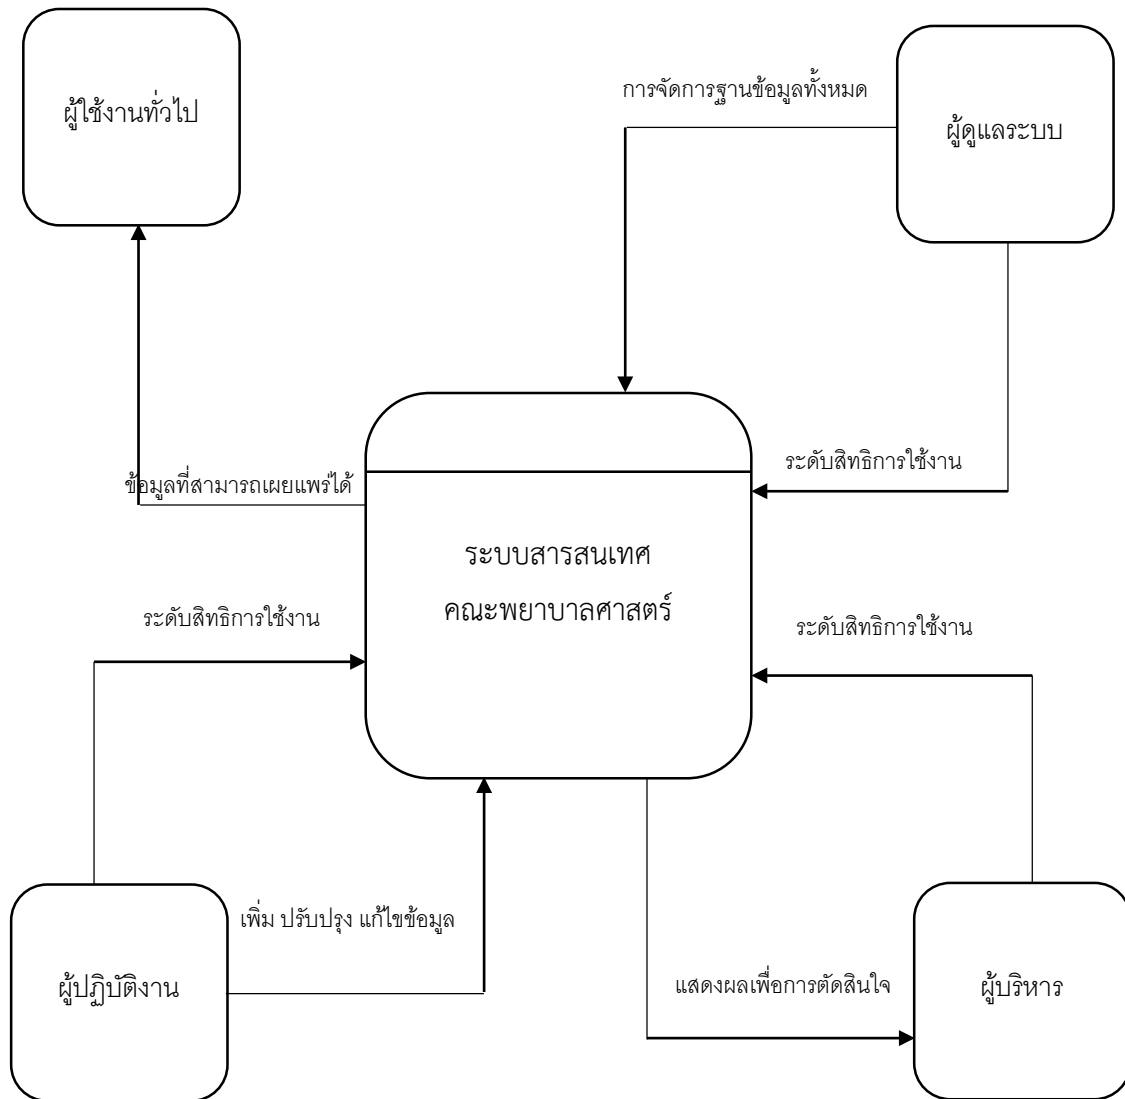 ผู้ใช้งานทั่วไป
การจัดการฐานข้อมูลทั้งหมด
ผู้ดูแลระบบ
ระดับสิทธิการใช้งาน
ข้อมูลที่สามารถเผยแพร่ได้
ระบบสารสนเทศ
คณะพยาบาลศาสตร์
ระดับสิทธิการใช้งาน
ระดับสิทธิการใช้งาน
เพิ่ม ปรับปรุง แก้ไขข้อมูล
ผู้ปฏิบัติงาน
แสดงผลเพื่อการตัดสินใจ
ผู้บริหาร